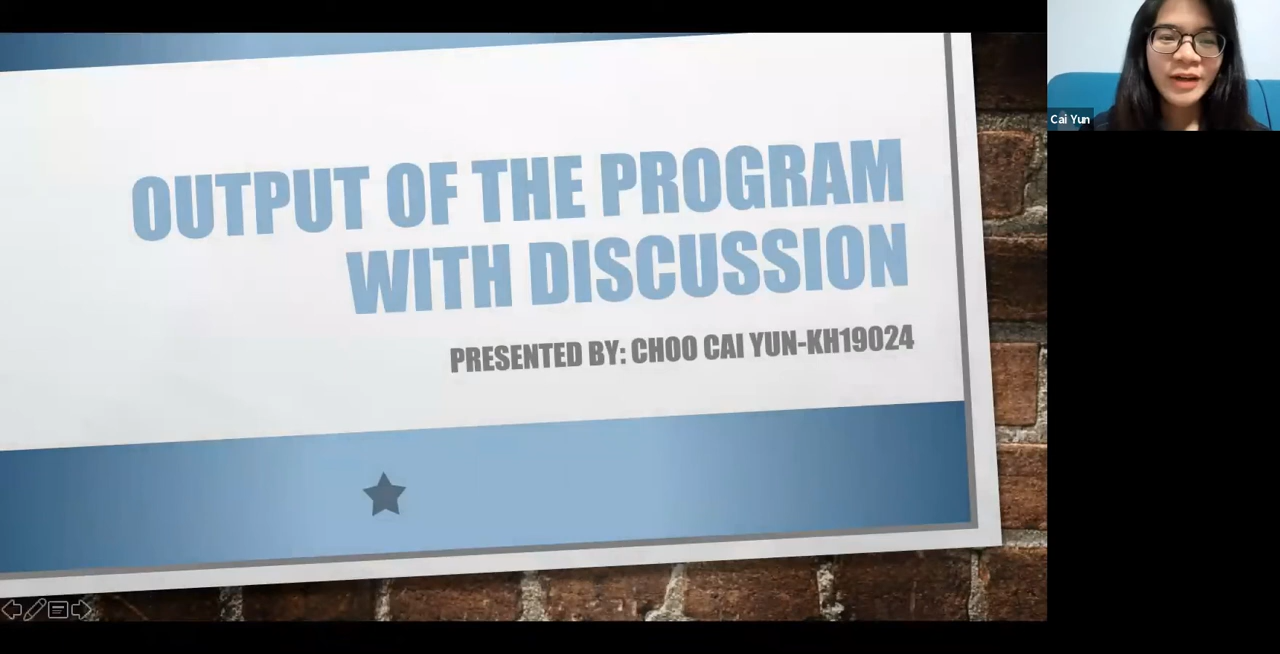 OUTPUT OF THE PROGRAM
WITH DISCUSSION
PRESENTED BY: CHOO CAI YUN-KH19024
Cai Yun